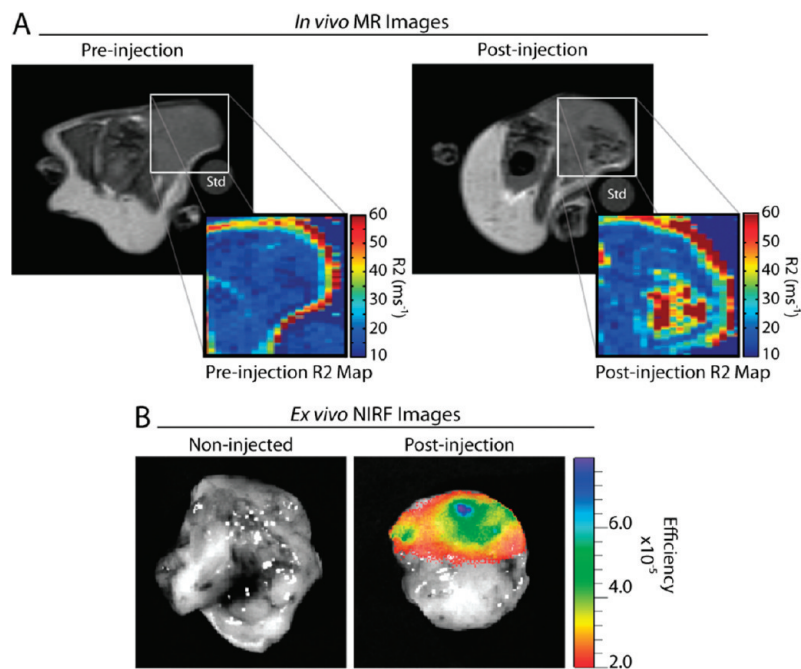 A
In vivo MR Images
Pre-injection
Post-injection
Std
Std
60
50
40
30
20
10
R2 (ms⁻¹)
60
50
40
30
20
10
R2 (ms⁻¹)
Pre-injection R2 Map
Post-injection R2 Map
B
Ex vivo NIRF Images
Non-injected
Post-injection
6.0
4.0
2.0
Efficiency
x10⁻⁵